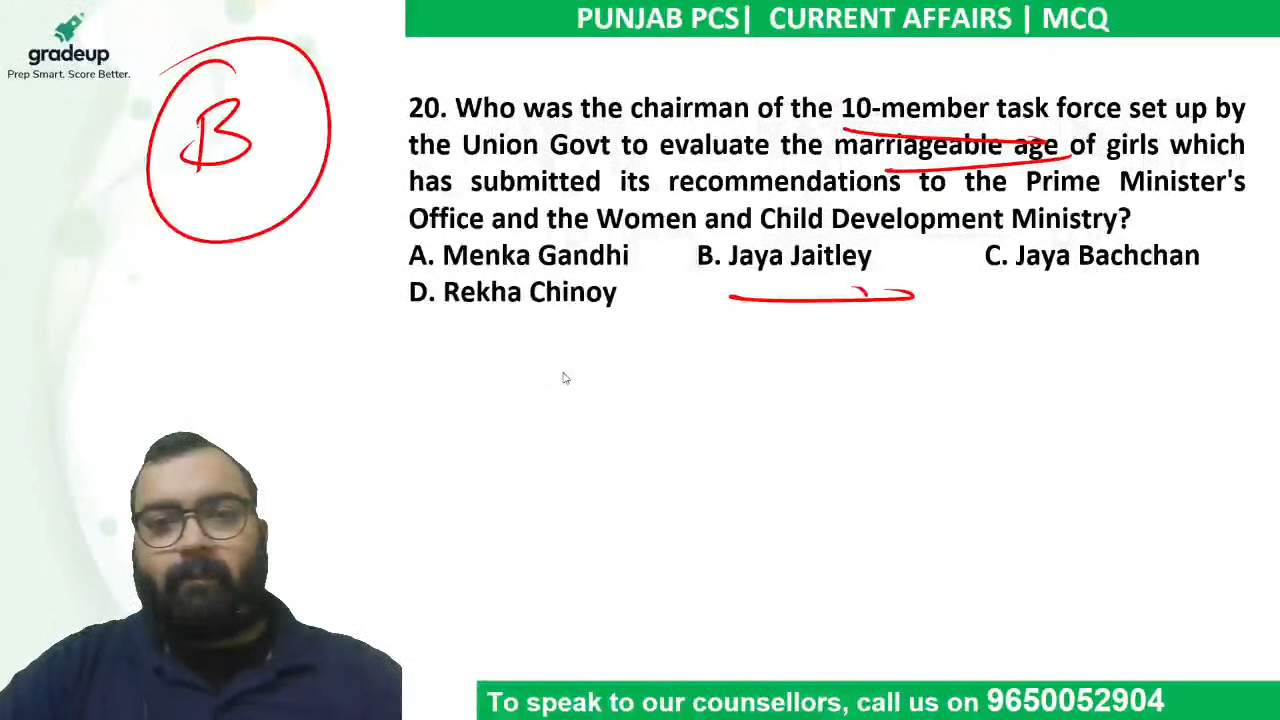 PUNJAB PCS| CURRENT AFFAIRS | MCQ
gradeup
Prep Smart. Score Better.
B
20. Who was the chairman of the 10-member task force set up by
the Union Govt to evaluate the marriageable age of girls which
has submitted its recommendations to the Prime Minister's
Office and the Women and Child Development Ministry?
A. Menka Gandhi B. Jaya Jaitley C. Jaya Bachchan
D. Rekha Chinoy
To speak to our counsellors, call us on 9650052904